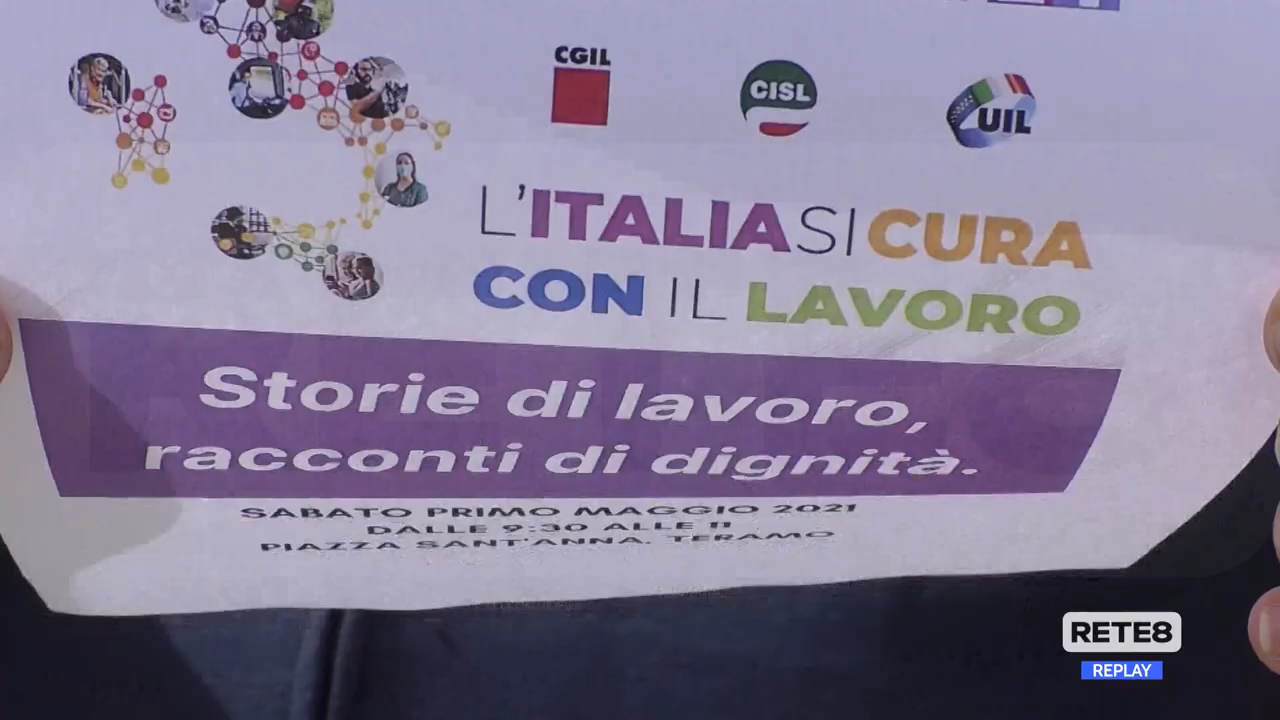 CGIL
CISL
UIL
L'ITALIA SI CURA
CON IL LAVORO
Storie di lavoro,
racconti di dignità.
SABATO PRIMO MAGGIO 2021
DALLE 9:30 ALLE 11
PIAZZA SANT'ANNA, TERAMO
RETE8
REPLAY